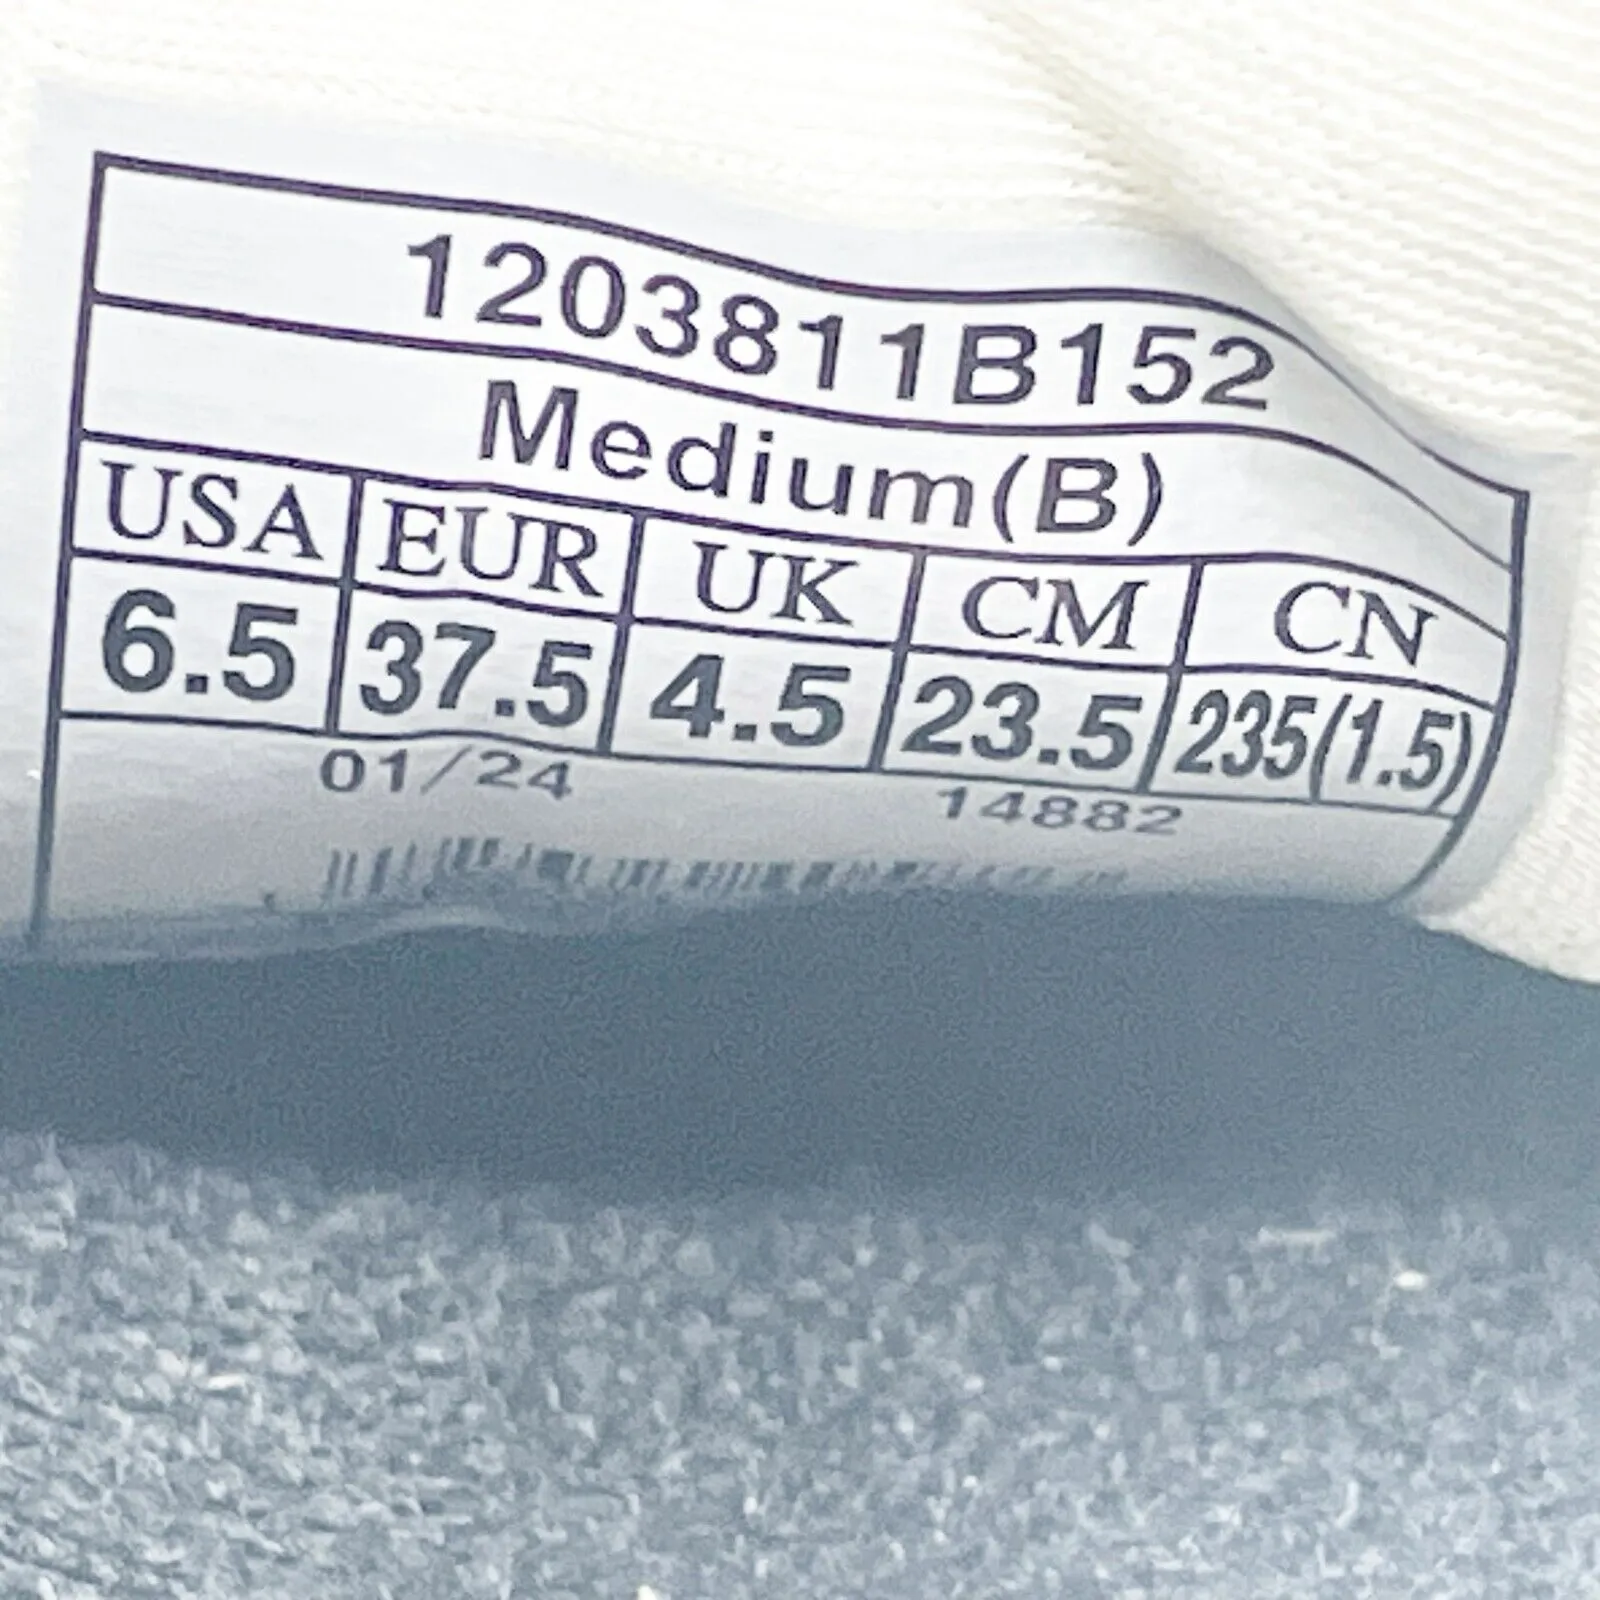 1203811B152
Medium(B)
USA EUR UK CM CN
6.5 37.5 4.5 23.5 235(1.5)
01/24 14882